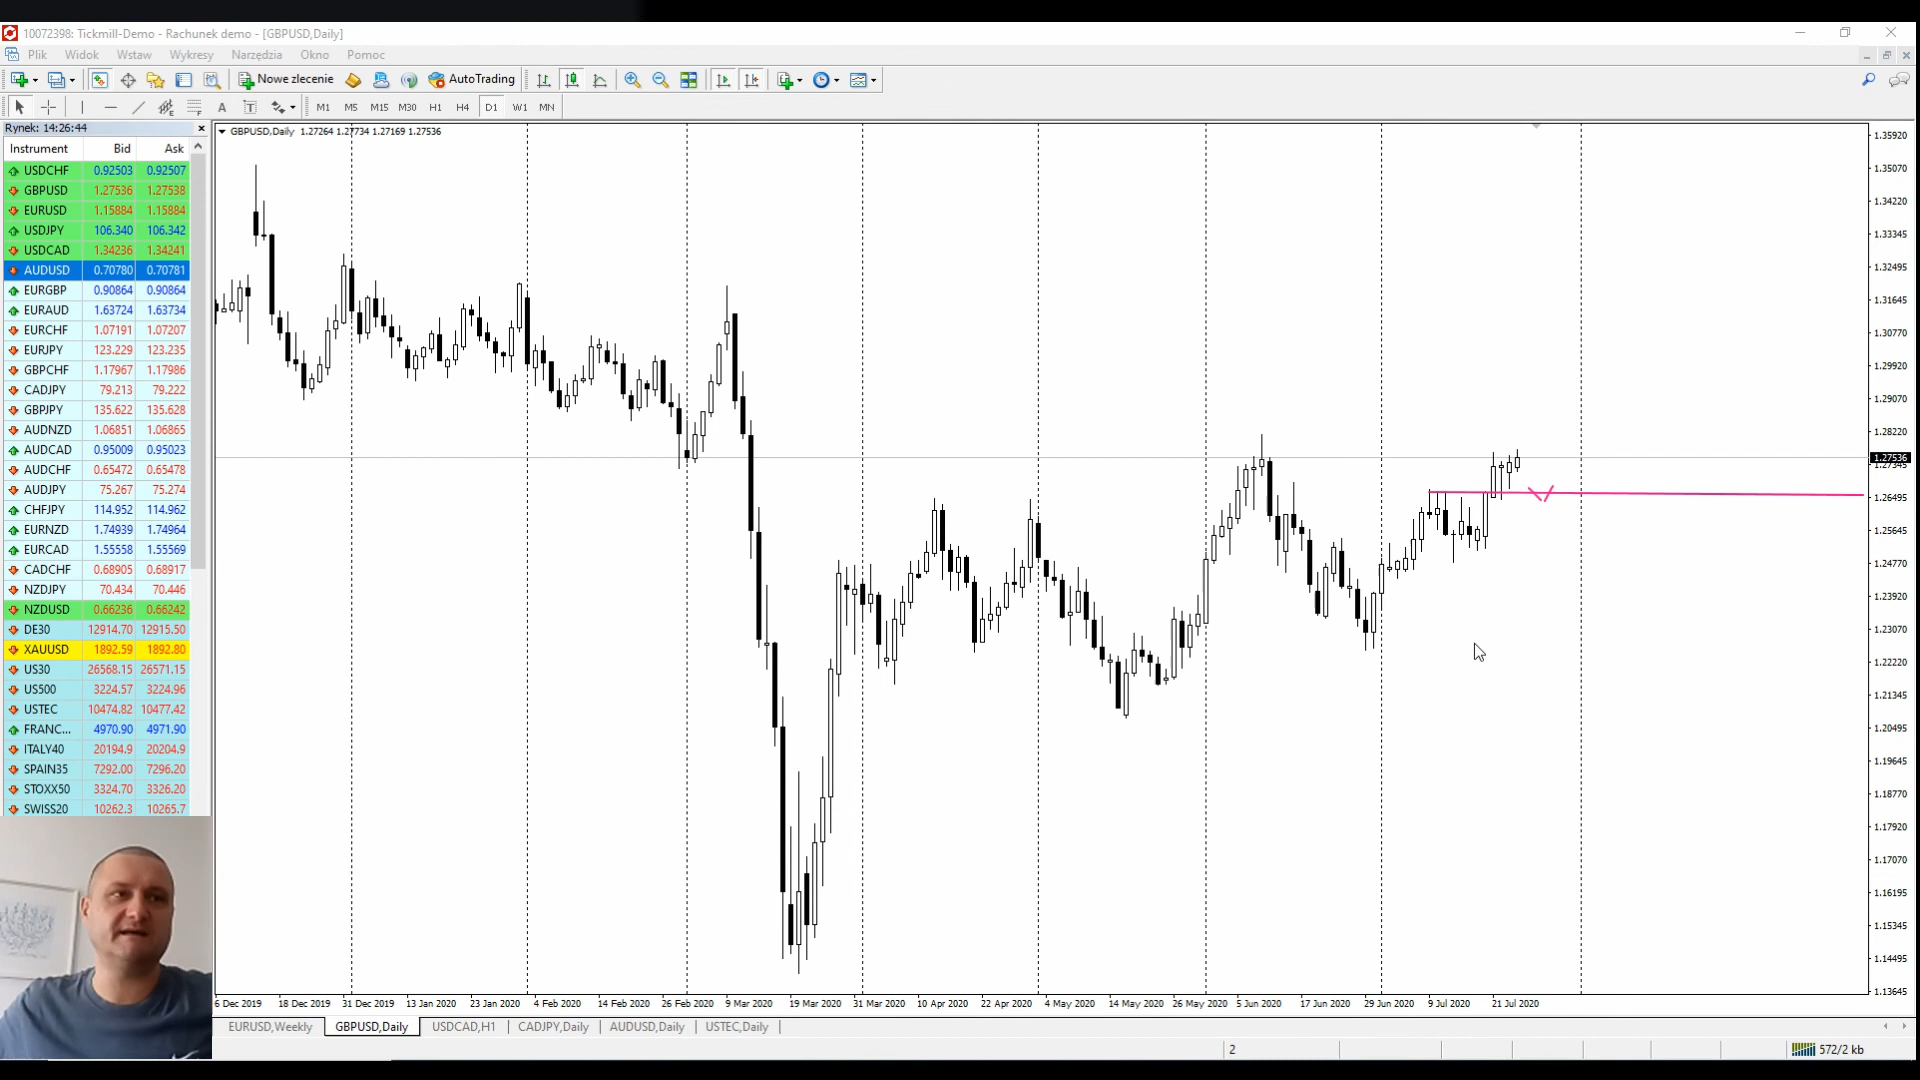 10072398: Tickmill-Demo - Rachunek demo - [GBPUSD,Daily]
Plik Widok Wstaw Wykresy Narzędzia Okno Pomoc
Nowe zlecenie AutoTrading
A T M1 M5 M15 M30 H1 H4 D1 W1 MN
Rynek: 14:26:44
Instrument Bid Ask
USDCHF 0.92503 0.92507
GBPUSD 1.27536 1.27538
EURUSD 1.15884 1.15884
USDJPY 106.340 106.342
USDCAD 1.34236 1.34241
AUDUSD 0.70780 0.70781
EURGBP 0.90864 0.90864
EURAUD 1.63724 1.63734
EURCHF 1.07191 1.07207
EURJPY 123.229 123.235
GBPCHF 1.17967 1.17986
CADJPY 79.213 79.222
GBPJPY 135.622 135.628
AUDNZD 1.06851 1.06865
AUDCAD 0.95009 0.95023
AUDCHF 0.65472 0.65478
AUDJPY 75.267 75.274
CHFJPY 114.952 114.962
EURNZD 1.74939 1.74964
EURCAD 1.55558 1.55569
CADCHF 0.68905 0.68917
NZDJPY 70.434 70.446
NZDUSD 0.66236 0.66242
DE30 12914.70 12915.50
XAUUSD 1892.59 1892.80
US30 26568.15 26571.15
US500 3224.57 3224.96
USTEC 10474.82 10477.42
FRANC... 4970.90 4971.90
ITALY40 20194.9 20204.9
SPAIN35 7292.00 7296.20
STOXX50 3324.70 3326.20
SWISS20 10262.3 10265.7
GBPUSD,Daily 1.27264 1.27734 1.27169 1.27536
1.35920
1.35070
1.34220
1.33345
1.32495
1.31645
1.30770
1.29920
1.29070
1.28220
1.27536
1.27345
1.26495
1.25645
1.24770
1.23920
1.23070
1.22220
1.21345
1.20495
1.19645
1.18770
1.17920
1.17070
1.16195
1.15345
1.14495
1.13645
6 Dec 2019 18 Dec 2019 31 Dec 2019 13 Jan 2020 23 Jan 2020 4 Feb 2020 14 Feb 2020 26 Feb 2020 9 Mar 2020 19 Mar 2020 31 Mar 2020 10 Apr 2020 22 Apr 2020 4 May 2020 14 May 2020 26 May 2020 5 Jun 2020 17 Jun 2020 29 Jun 2020 9 Jul 2020 21 Jul 2020
EURUSD,Weekly GBPUSD,Daily USDCAD,H1 CADJPY,Daily AUDUSD,Daily USTEC,Daily
2 572/2 kb